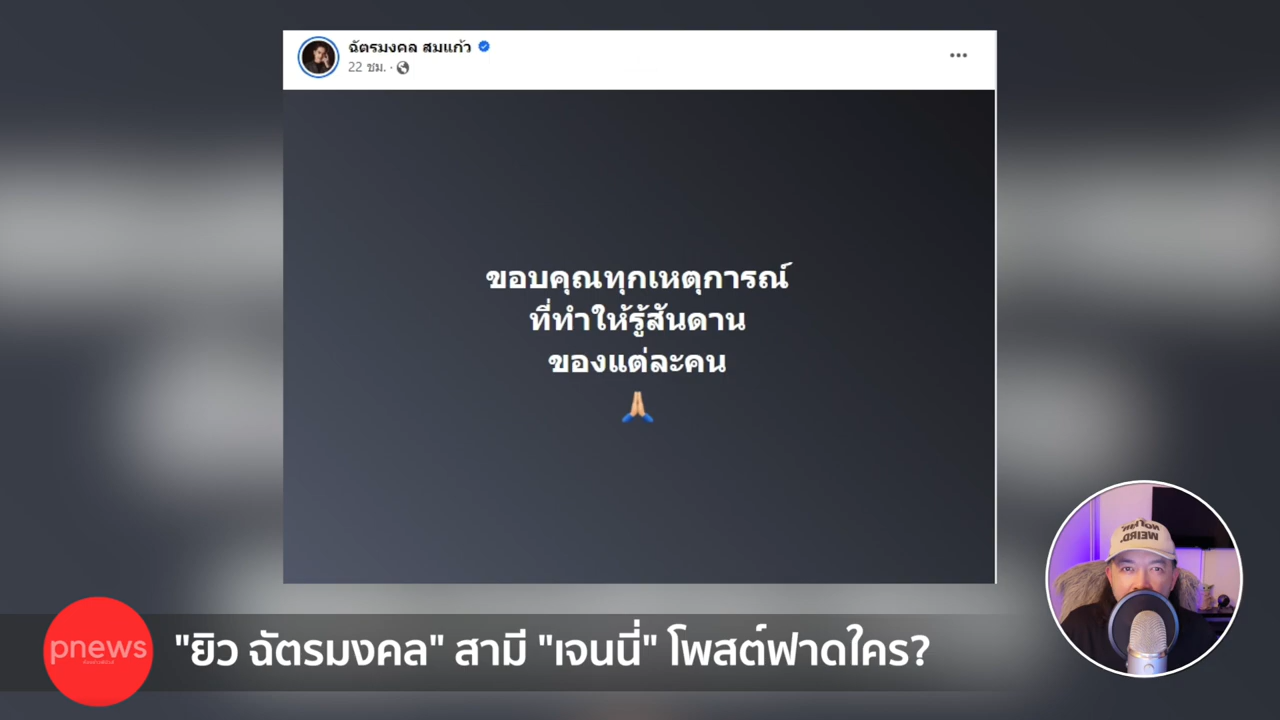 ฉัตรมงคล สมแก้ว
22 ชม. ·
ขอบคุณทุกเหตุการณ์
ที่ทำให้รู้สันดาน
ของแต่ละคน
🙏🏼
pnews
"ยิว ฉัตรมงคล" สามี "เจนนี่" โพสต์ฟาดใคร?
WEIRD.